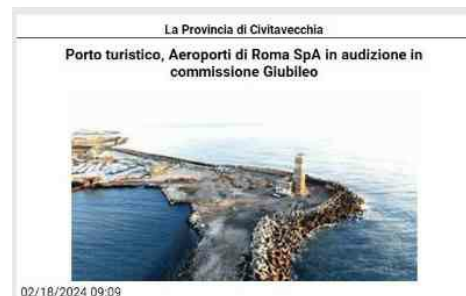 La Provincia di Civitavecchia
Porto turistico, Aeroporti di Roma SpA in audizione in
commissione Giubileo
02/18/2024 09:09